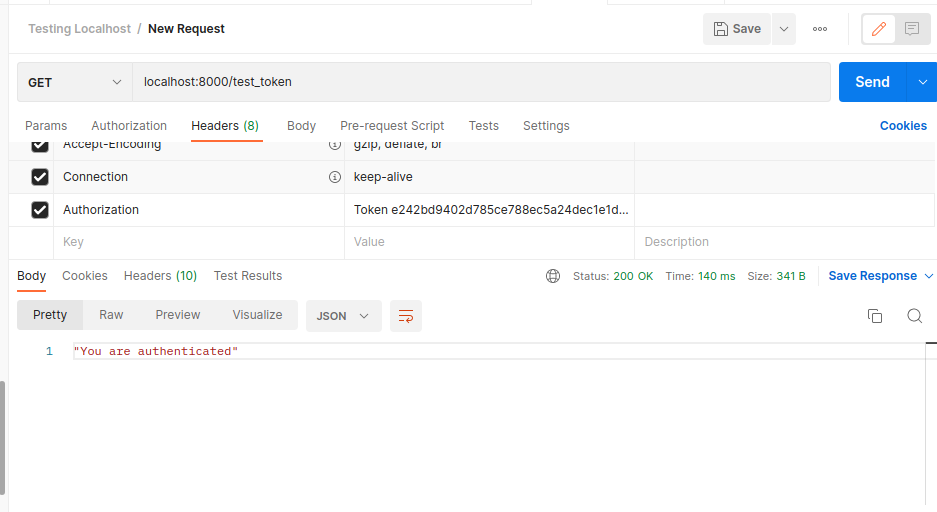 Testing Localhost / New Request
Save
GET
localhost:8000/test_token
Send
Params Authorization Headers (8) Body Pre-request Script Tests Settings Cookies
Accept-Encoding gzip, deflate, br
Connection keep-alive
Authorization Token e242bd9402d785ce788ec5a24dec1e1d...
Key Value Description
Body Cookies Headers (10) Test Results Status: 200 OK Time: 140 ms Size: 341 B Save Response
Pretty Raw Preview Visualize JSON
1 "You are authenticated"